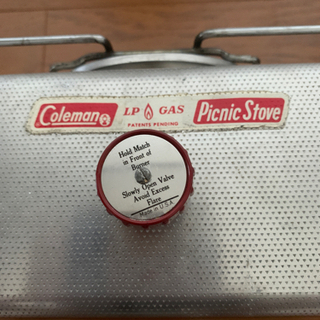 Coleman LP GAS Picnic Stove
PATENTS PENDING
Hold Match
in Front of
Burner
Slowly Open Valve
Avoid Excess
Flare
Made in U.S.A.